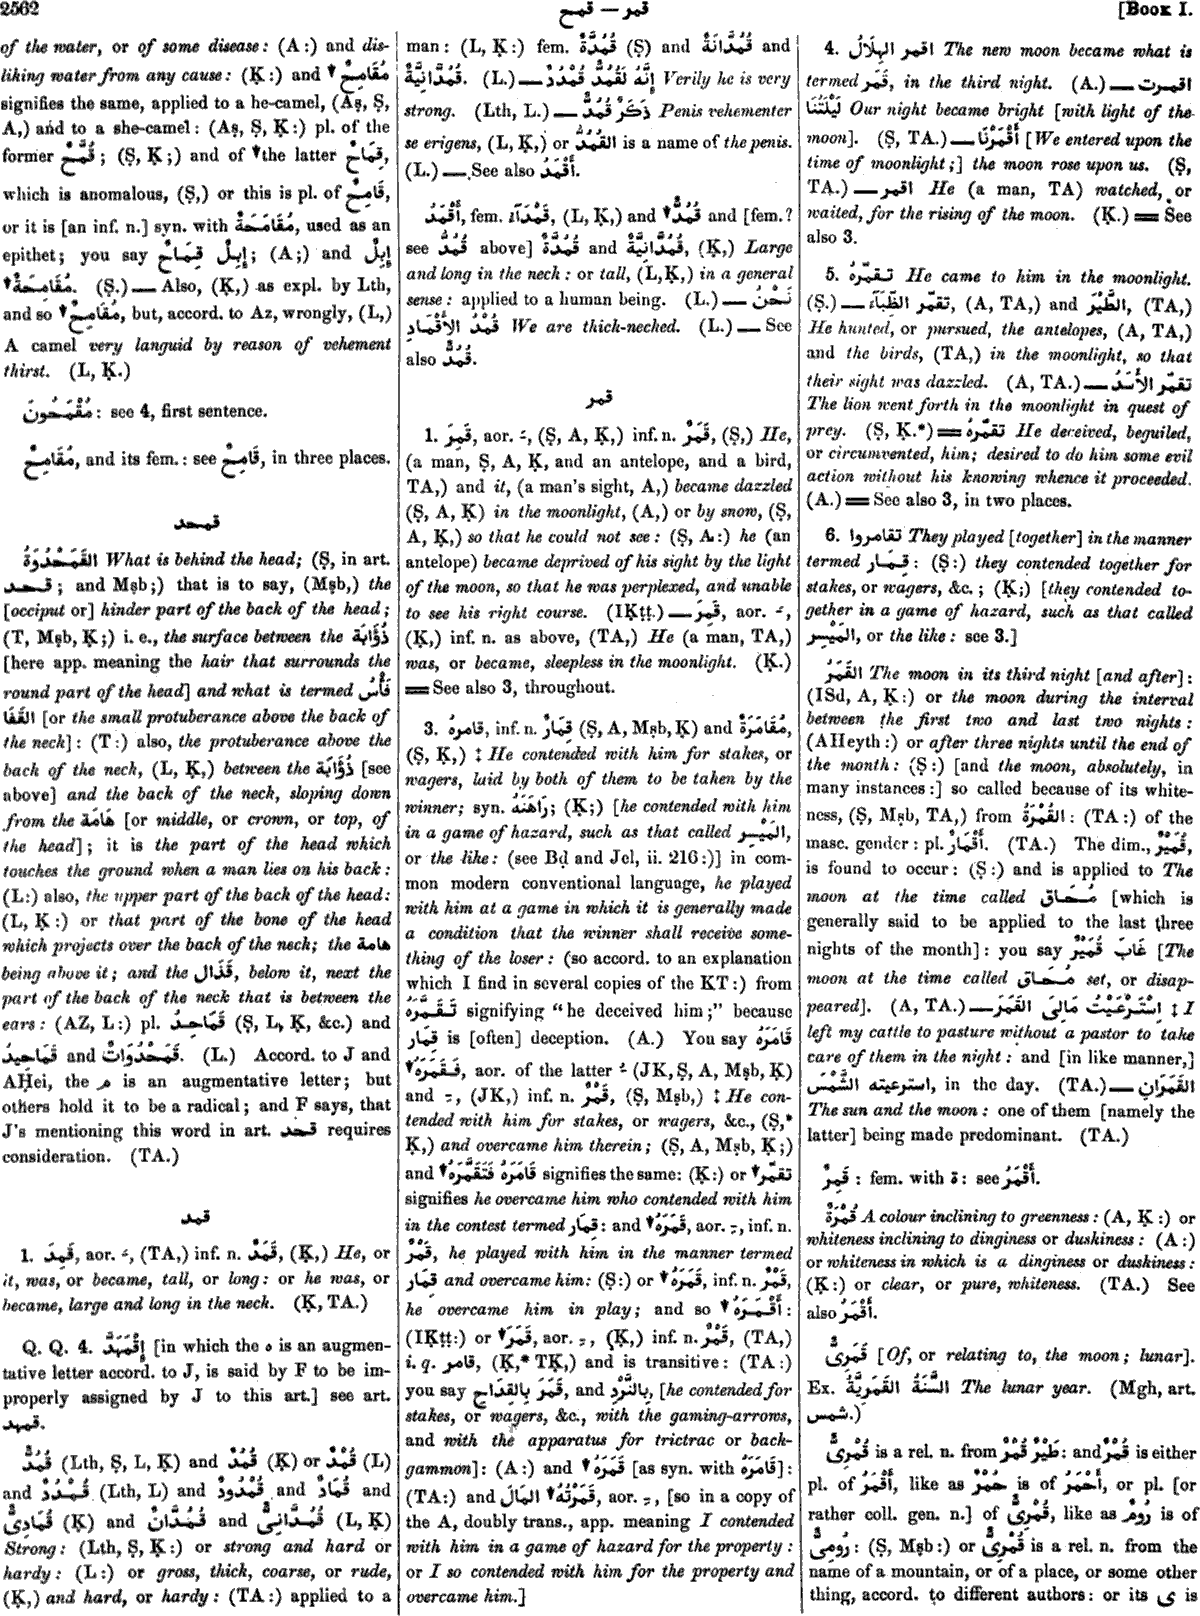 2562
قمر — قمح
[BOOK I.
of the water, or of some disease: (A:) and dis-
liking water from any cause: (Ḳ:) and ↓ مُقَامِحٌ
signifies the same, applied to a he-camel, (Aṣ, Ṣ,
A,) and to a she-camel: (Aṣ, Ṣ, Ḳ:) pl. of the
former قُمَّحٌ; (Ṣ, Ḳ;) and of ↓ the latter قِمَاحٌ,
which is anomalous, (Ṣ,) or this is pl. of قَامِحٌ,
or it is [an inf. n.] syn. with مُقَامَحَةٌ, used as an
epithet; you say إِبِلٌ قِمَاحٌ; (A;) and إِبِلٌ
↓ مُقَامِحَةٌ. (Ṣ.) — Also, (Ḳ,) as expl. by Lth,
and so ↓ مُقَامِحٌ, but, accord. to Az, wrongly, (L,)
A camel very languid by reason of vehement
thirst. (L, Ḳ.)
مُقْمَحُونَ: see 4, first sentence.
مُقَامِحٌ, and its fem.: see قَامِحٌ, in three places.
قمحد
القَمَحْدُوَةُ What is behind the head; (Ṣ, in art.
قحد; and Mṣb;) that is to say, (Mṣb,) the
[occiput or] hinder part of the back of the head;
(T, Mṣb, Ḳ;) i. e., the surface between the ذُؤَابَة
[here app. meaning the hair that surrounds the
round part of the head] and what is termed فَأْسُ
القَفَا [or the small protuberance above the back of
the neck]: (T:) also, the protuberance above the
back of the neck, (L, Ḳ,) between the ذُؤَابَة [see
above] and the back of the neck, sloping down
from the هَامَة [or middle, or crown, or top, of
the head]; it is the part of the head which
touches the ground when a man lies on his back:
(L:) also, the upper part of the back of the head:
(L, Ḳ:) or that part of the bone of the head
which projects over the back of the neck; the هامة
being above it; and the قَذَال, below it, next the
part of the back of the neck that is between the
ears: (AZ, L:) pl. قَمَاحِدُ (Ṣ, L, Ḳ, &c.) and
قَمَاحِيدُ and قَمَحْدُوَاتٌ. (L.) Accord. to J and
AḤei, the م is an augmentative letter; but
others hold it to be a radical; and F says, that
J's mentioning this word in art. قحد requires
consideration. (TA.)
قمد
1. قَمِدَ, aor. ـَ, (TA,) inf. n. قَمَدٌ, (Ḳ,) He, or
it, was, or became, tall, or long: or he was, or
became, large and long in the neck. (Ḳ, TA.)
Q. Q. 4. إِقْمَهَدَّ [in which the ه is an augmen-
tative letter accord. to J, is said by F to be im-
properly assigned by J to this art.] see art.
قمهد.
قُمُدٌّ (Lth, Ṣ, L, Ḳ) and قُمُدٌ (Ḳ) or قُمْدٌ (L)
and قُمْدُدٌ (Lth, L) and قُمْدُودٌ and قُمَادٌ and
قُمَادِىٌّ (Ḳ) and قُمُدَّانٌ and قُمُدَّانِىٌّ (L, Ḳ)
Strong: (Lth, Ṣ, Ḳ:) or strong and hard or
hardy: (L:) or gross, thick, coarse, or rude,
(Ḳ,) and hard, or hardy: (TA:) applied to a
man: (L, Ḳ:) fem. قُمُدَّةٌ (Ṣ) and قُمُدَّانَةٌ and
قُمُدَّانِيَّةٌ. (L.) — إِنَّهُ لَقُمُدٌّ قُمْدُدٌ Verily he is very
strong. (Lth, L.) — ذَكَرٌ قُمُدٌّ Penis vehementer
se erigens, (L, Ḳ,) or القُمُدُّ is a name of the penis.
(L.) — See also أَقْمَدُ.
أَقْمَدُ, fem. قَمْدَآءُ, (L, Ḳ,) and ↓ قُمُدٌّ and [fem.?
see قُمُدٌّ above] قُمُدَّةٌ and قُمُدَّانِيَّةٌ, (Ḳ,) Large
and long in the neck: or tall, (L, Ḳ,) in a general
sense: applied to a human being. (L.) — نَحْنُ
قُمْدُ الأَقْمَادِ We are thick-necked. (L.) — See
also قُمُدٌّ.
قمر
1. قَمِرَ, aor. ـَ, (Ṣ, A, Ḳ,) inf. n. قَمَرٌ, (Ṣ,) He,
(a man, Ṣ, A, Ḳ, and an antelope, and a bird,
TA,) and it, (a man's sight, A,) became dazzled
(Ṣ, A, Ḳ) in the moonlight, (A,) or by snow, (Ṣ,
A, Ḳ,) so that he could not see: (Ṣ, A:) he (an
antelope) became deprived of his sight by the light
of the moon, so that he was perplexed, and unable
to see his right course. (IḲṭṭ.) — قَمِرَ, aor. ـَ,
(Ḳ,) inf. n. as above, (TA,) He (a man, TA,)
was, or became, sleepless in the moonlight. (Ḳ.)
═ See also 3, throughout.
3. قامرهُ, inf. n. قِمَارٌ (Ṣ, A, Mṣb, Ḳ) and مُقَامَرَةٌ,
(Ṣ, Ḳ,) ‡ He contended with him for stakes, or
wagers, laid by both of them to be taken by the
winner; syn. رَاهَنَهُ; (Ḳ;) [he contended with him
in a game of hazard, such as that called المَيْسِر,
or the like: (see Bḍ and Jel, ii. 216:)] in com-
mon modern conventional language, he played
with him at a game in which it is generally made
a condition that the winner shall receive some-
thing of the loser: (so accord. to an explanation
which I find in several copies of the KT:) from
تَقَمَّرَهُ signifying "he deceived him;" because
قِمَار is [often] deception. (A.) You say قَامَرَهُ
↓ فَقَمَرَهُ, aor. of the latter ـُ (JK, Ṣ, A, Mṣb, Ḳ)
and ـِ, (JK,) inf. n. قَمْرٌ, (Ṣ, Mṣb,) ‡ He con-
tended with him for stakes, or wagers, &c., (Ṣ,*
Ḳ,) and overcame him therein; (Ṣ, A, Mṣb, Ḳ;)
and ↓ قَامَرَهُ فَتَقَمَّرَهُ signifies the same: (Ḳ:) or ↓ تقمّر
signifies he overcame him who contended with him
in the contest termed قِمَار: and ↓ قَمَرَهُ, aor. ـِ, inf. n.
قَمْرٌ, he played with him in the manner termed
قِمَار and overcame him: (Ṣ:) or ↓ قَمَرَهُ, inf. n. قَمْرٌ,
he overcame him in play; and so ↓ أَقْمَرَهُ:
(IḲṭṭ:) or ↓ قَمَرَ, aor. ـِ, (Ḳ,) inf. n. قَمْرٌ, (TA,)
i. q. قامر, (Ḳ,* TḲ,) and is transitive: (TA:)
you say قَمَرَ بِالقِدَاحِ, and بِالنَّرْدِ, [he contended for
stakes, or wagers, &c., with the gaming-arrows,
and with the apparatus for trictrac or back-
gammon]: (A:) and ↓ قَمَرَهُ [as syn. with قَامَرَهُ]:
(TA:) and ↓ قَمَرْتُهُ المَالَ, aor. ـِ, [so in a copy of
the A, doubly trans., app. meaning I contended
with him in a game of hazard for the property:
or I so contended with him for the property and
overcame him.]
4. اقمر الهِلَالُ The new moon became what is
termed قَمَر, in the third night. (A.) — اقمرت
لَيْلَتُنَا Our night became bright [with light of the
moon]. (Ṣ, TA.) — أَقْمَرْنَا [We entered upon the
time of moonlight;] the moon rose upon us. (Ṣ,
TA.) — اقمر He (a man, TA) watched, or
waited, for the rising of the moon. (Ḳ.) ═ See
also 3.
5. تقمّرهُ He came to him in the moonlight.
(Ṣ.) — تقمّر الظِّبَآءَ, (A, TA,) and الطَّيْرَ, (TA,)
He hunted, or pursued, the antelopes, (A, TA,)
and the birds, (TA,) in the moonlight, so that
their sight was dazzled. (A, TA.) — تقمّر الأَسَدُ
The lion went forth in the moonlight in quest of
prey. (Ṣ, Ḳ.*) ═ تقمّرهُ He deceived, beguiled,
or circumvented, him; desired to do him some evil
action without his knowing whence it proceeded.
(A.) ═ See also 3, in two places.
6. تقامروا They played [together] in the manner
termed قِمَار: (Ṣ:) they contended together for
stakes, or wagers, &c.; (Ḳ;) [they contended to-
gether in a game of hazard, such as that called
المَيْسِر, or the like: see 3.]
القَمَرُ The moon in its third night [and after]:
(ISd, A, Ḳ:) or the moon during the interval
between the first two and last two nights:
(AHeyth:) or after three nights until the end of
the month: (Ṣ:) [and the moon, absolutely, in
many instances:] so called because of its white-
ness, (Ṣ, Mṣb, TA,) from القُمْرَةُ: (TA:) of the
masc. gender: pl. أَقْمَارٌ. (TA.) The dim., قُمَيْرٌ,
is found to occur: (Ṣ:) and is applied to The
moon at the time called مُحَاق [which is
generally said to be applied to the last three
nights of the month]: you say غَابَ قُمَيْرٌ [The
moon at the time called مُحَاق set, or disap-
peared]. (A, TA.) — اِسْتَرْعَيْتُ مَالِىَ القَمَرَ ‡ I
left my cattle to pasture without a pastor to take
care of them in the night: and [in like manner,]
استرعيته الشَّمْسَ, in the day. (TA.) — القَمَرَانِ
The sun and the moon: one of them [namely the
latter] being made predominant. (TA.)
قَمِرٌ: fem. with ة: see أَقْمَرُ.
قُمْرَةٌ A colour inclining to greenness: (A, Ḳ:) or
whiteness inclining to dinginess or duskiness: (A:)
or whiteness in which is a dinginess or duskiness:
(Ḳ:) or clear, or pure, whiteness. (TA.) See
also أَقْمَرُ.
قَمَرِىٌّ [Of, or relating to, the moon; lunar].
Ex. السَّنَةُ القَمَرِيَّةُ The lunar year. (Mgh, art.
شمس.)
قُمْرِىٌّ is a rel. n. from طَيْرٌ قُمْرٌ: and قُمْرٌ is either
pl. of أَقْمَرُ, like as حُمْرٌ is of أَحْمَرُ, or pl. [or
rather coll. gen. n.] of قُمْرِىٌّ, like as رُومٌ is of
رُومِىٌّ: (Ṣ, Mṣb:) or قُمْرِىٌّ is a rel. n. from the
name of a mountain, or of a place, or some other
thing, accord. to different authors: or its ى is